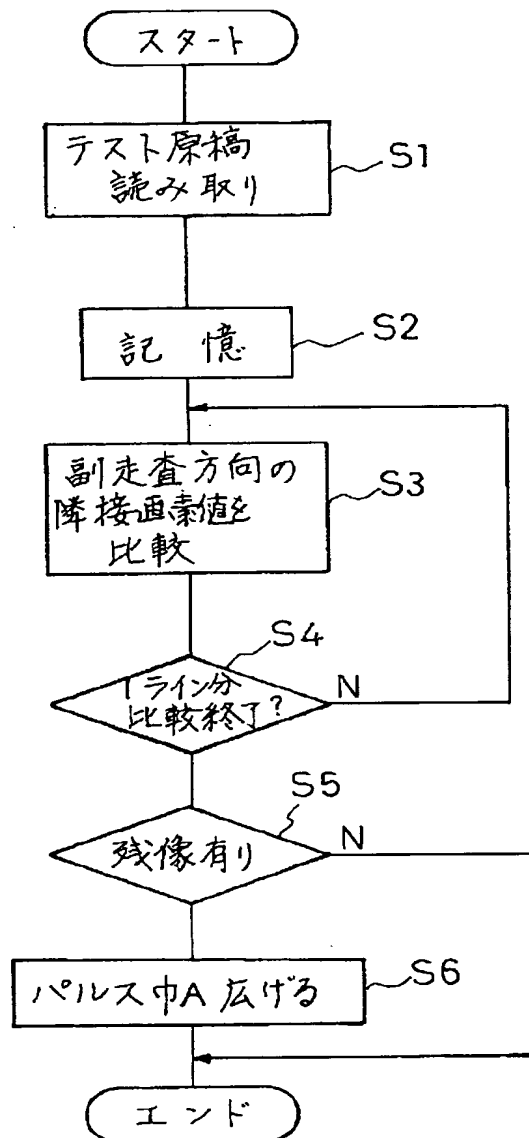 スタート
テスト原稿
読み取り
S1
記憶
S2
副走査方向の
隣接画素値を
比較
S3
S4
1ライン分
比較終了?
N
S5
残像有り
N
パルス巾A広げる
S6
エンド